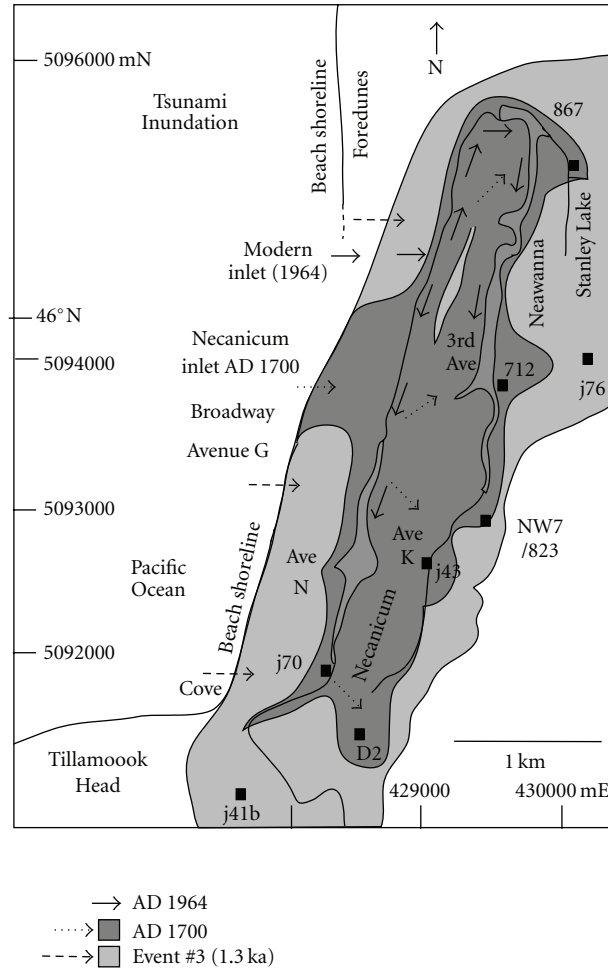 5096000 mN
N
Tsunami
Inundation
Beach shoreline
Foredunes
867
Modern
inlet (1964)
Stanley Lake
Neawanna
46° N
Necanicum
inlet AD 1700
3rd
Ave
5094000
712
j76
Broadway
Avenue G
5093000
NW7
/823
Pacific
Ocean
Beach shoreline
Ave
N
Ave
K
j43
Necanicum
5092000
j70
Cove
D2
1 km
Tillamoook
Head
j41b
429000
430000 mE
AD 1964
AD 1700
Event #3 (1.3 ka)